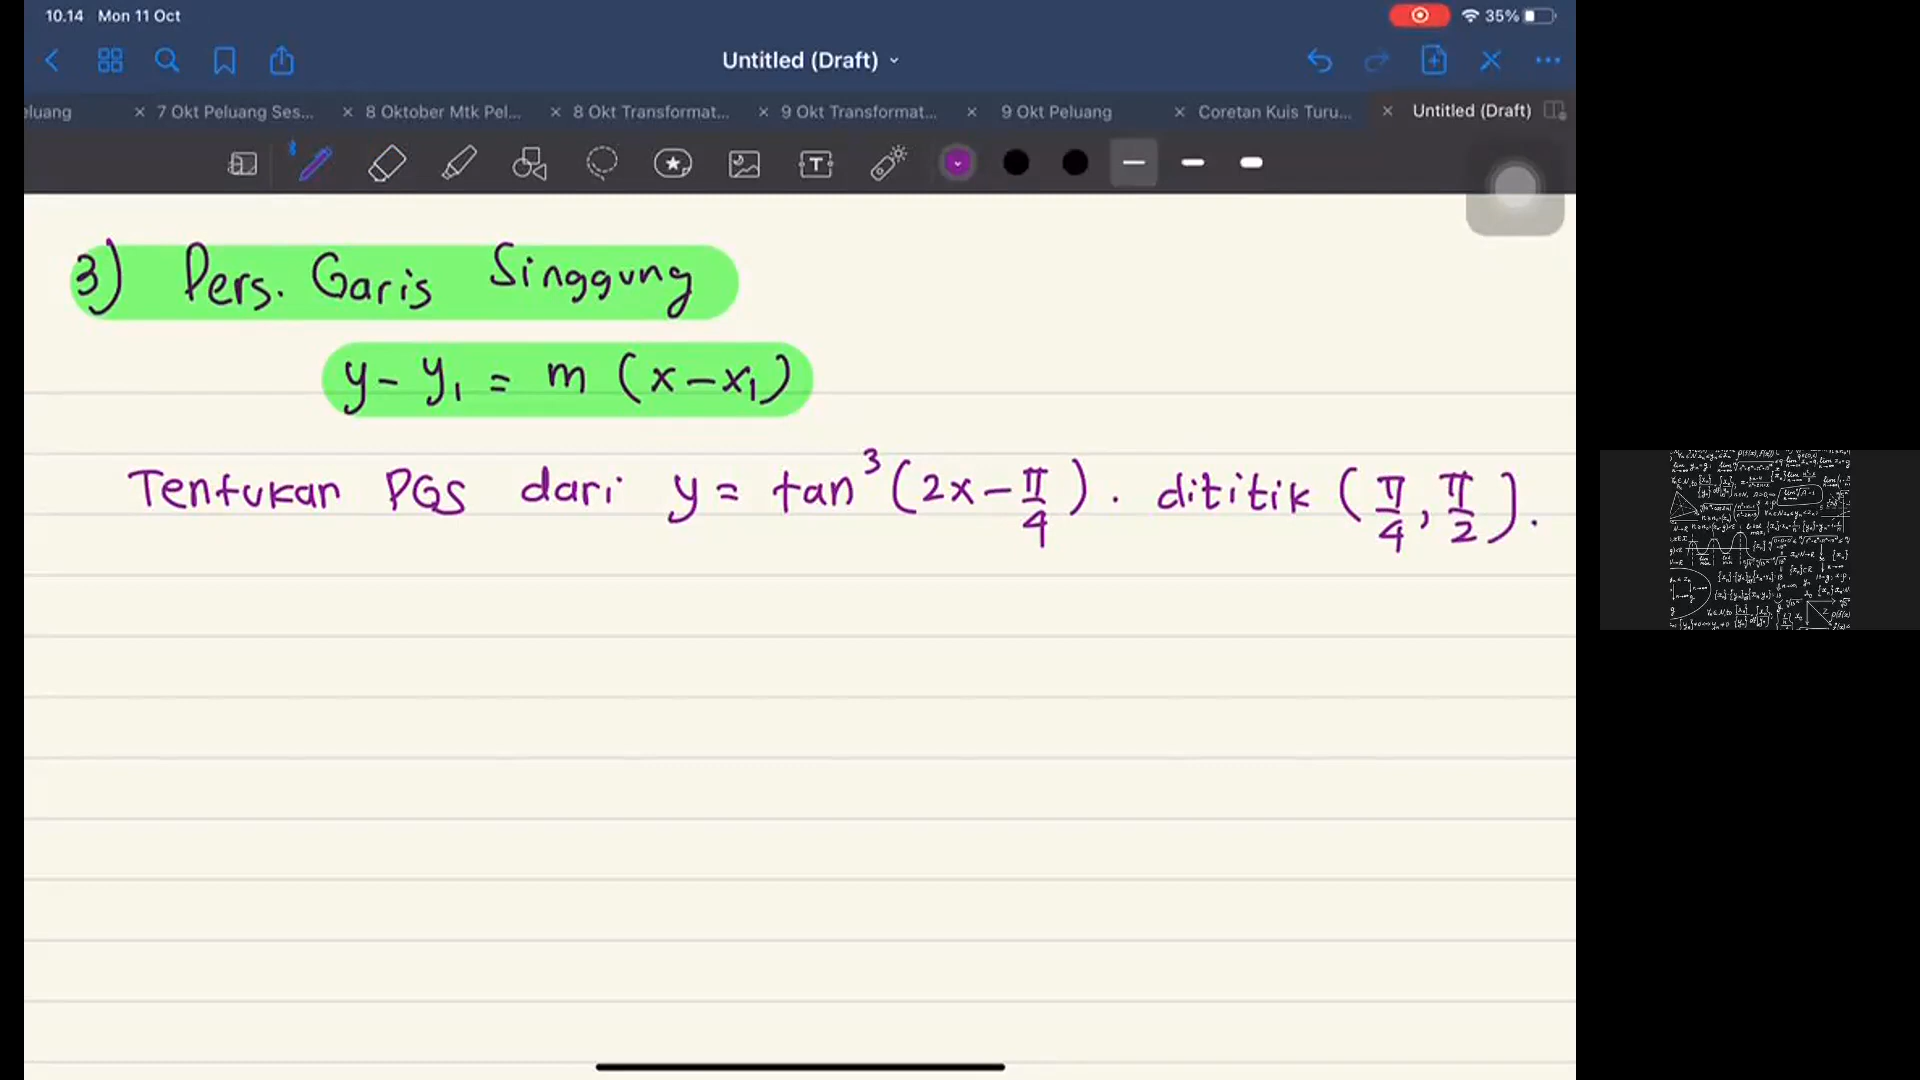 10.14 Mon 11 Oct
35%
Untitled (Draft)
eluang
7 Okt Peluang Ses...
8 Oktober Mtk Pel...
8 Okt Transformat...
9 Okt Transformat...
9 Okt Peluang
Coretan Kuis Turu...
Untitled (Draft)
3) Pers. Garis Singgung
y - y₁ = m (x - x₁)
Tentukan PGS dari y = tan³ (2x - π/4). dititik (π/4, π/2).